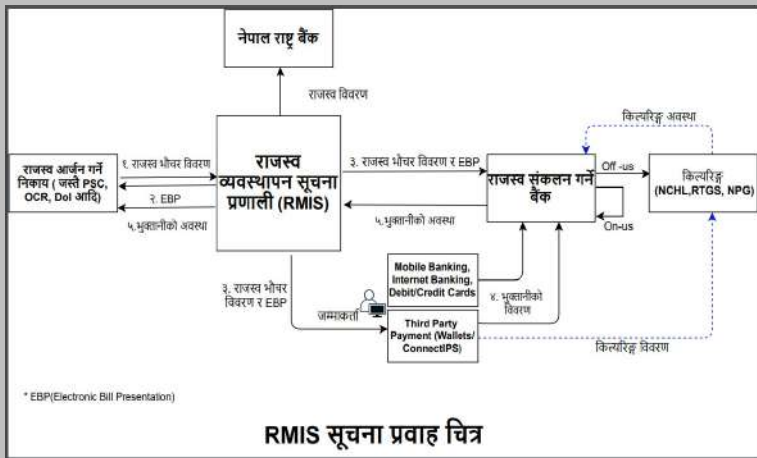 नेपाल राष्ट्र बैंक
राजस्व विवरण
राजस्व आर्जन गर्ने
निकाय ( जस्तै PSC,
OCR, DoI आदि)
१. राजस्व भौचर विवरण
२. EBP
५.भुक्तानीको अवस्था
राजस्व
व्यवस्थापन सूचना
प्रणाली (RMIS)
३. राजस्व भौचर विवरण र EBP
५.भुक्तानीको अवस्था
राजस्व संकलन गर्ने
बैंक
Off -us
On-us
किल्यरिङ्ग अवस्था
किल्यरिङ्ग
(NCHL,RTGS, NPG)
३. राजस्व भौचर
विवरण र EBP
जम्माकर्ता
Mobile Banking,
Internet Banking,
Debit/Credit Cards
Third Party
Payment (Wallets/
ConnectIPS)
४. भुक्तानीको
विवरण
किल्यरिङ्ग विवरण
* EBP(Electronic Bill Presentation)
RMIS सूचना प्रवाह चित्र